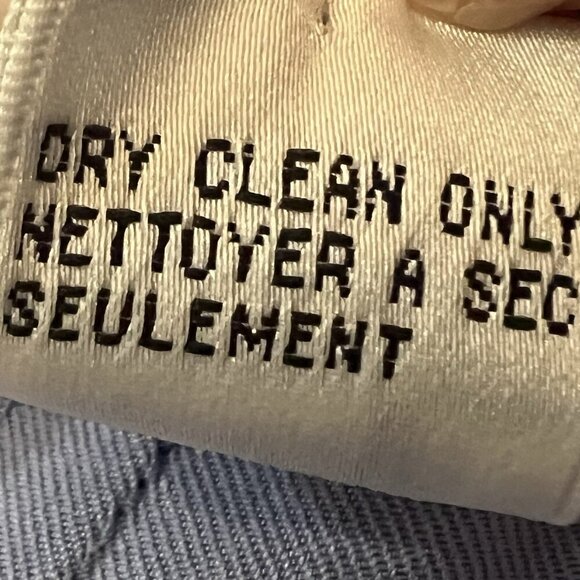 DRY CLEAN ONLY
NETTOYER A SEC
SEULEMENT